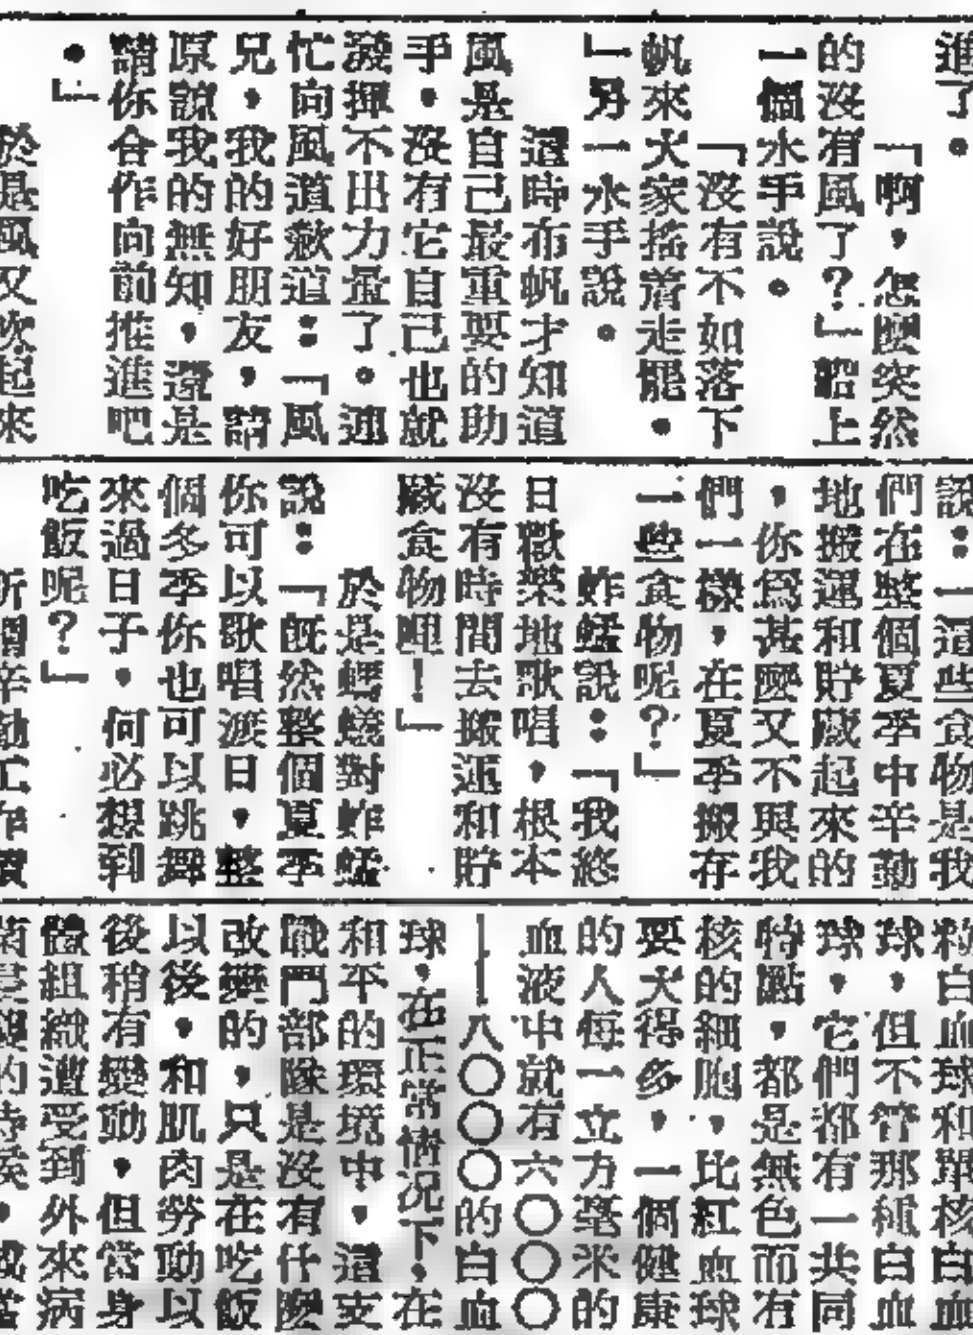 進了。
「啊，怎麼突然
的沒有風了？」船上
一個水手說。
「沒有不如落下
帆來大家搖着走罷。
」另一水手說。
這時布帆才知道
風是自己最重要的助
手。沒有它自己也就
發揮不出力量了。連
忙向風道歉道：「風
兄，我的好朋友，請
原諒我的無知，還是
請你合作向前推進吧
。」
於是風又吹起來
說：「這些食物是我
們在整個夏季中辛勤
地搬運和貯藏起來的
，你爲甚麼又不與我
們一樣，在夏季搬存
一些食物呢？」
蚱蜢說：「我終
日歡樂地歌唱，根本
沒有時間去搬運和貯
藏食物哩！」
於是螞蟻對蚱蜢
說：「既然整個夏季
你可以歌唱渡日，整
個冬季你也可以跳舞
來過日子，何必想到
吃飯呢？」
所謂辛勤工作
粒白血球和單核白血
球，但不管那種白血
球，它們都有一共同
特點，都是無色而有
核的細胞，比紅血球
要大得多，一個健康
的人每一立方毫米的
血液中就有六〇〇〇
——八〇〇〇的白血
球，在正常情况下，在
和平的環境中，這支
戰鬥部隊是沒有什麽
改變的，只是在吃飯
以後，和肌肉勞動以
後稍有變動，但當身
體組織遭受到外來病
菌侵襲的時候，或當